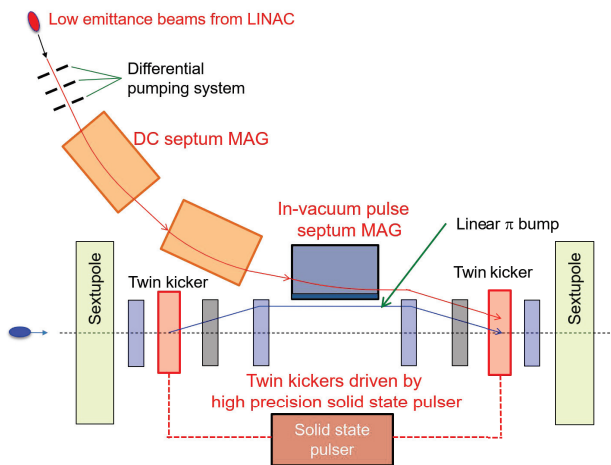 Low emittance beams from LINAC
Differential
pumping system
DC septum MAG
In-vacuum pulse
septum MAG
Linear π bump
Sextupole
Twin kicker
Twin kicker
Sextupole
Twin kickers driven by
high precision solid state pulser
Solid state
pulser